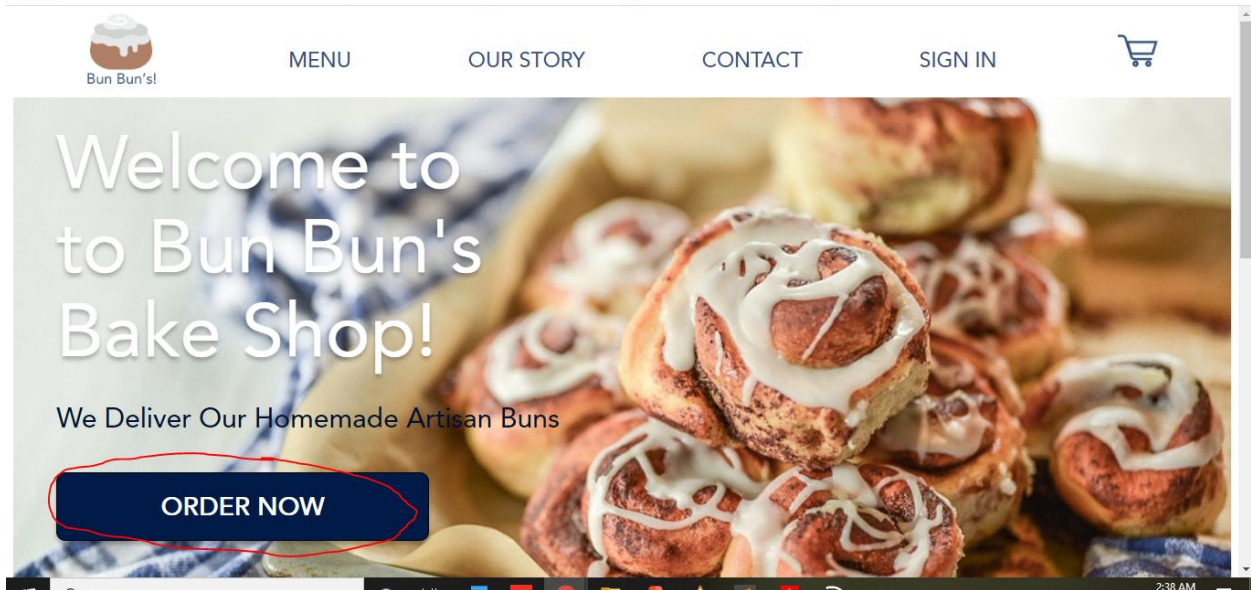 Bun Bun's!
MENU
OUR STORY
CONTACT
SIGN IN
Welcome to
to Bun Bun's
Bake Shop!
We Deliver Our Homemade Artisan Buns
ORDER NOW
2:38 AM